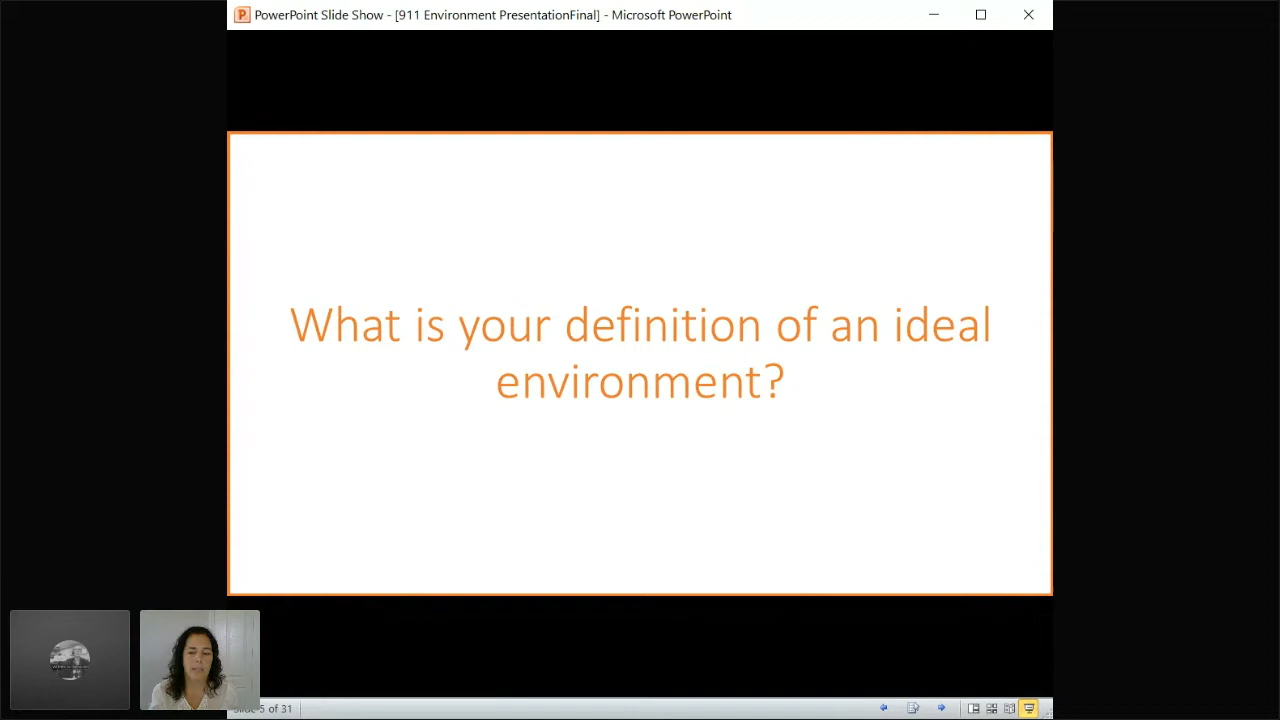 PowerPoint Slide Show - [911 Environment PresentationFinal] - Microsoft PowerPoint
What is your definition of an ideal
environment?
Slide 5 of 31